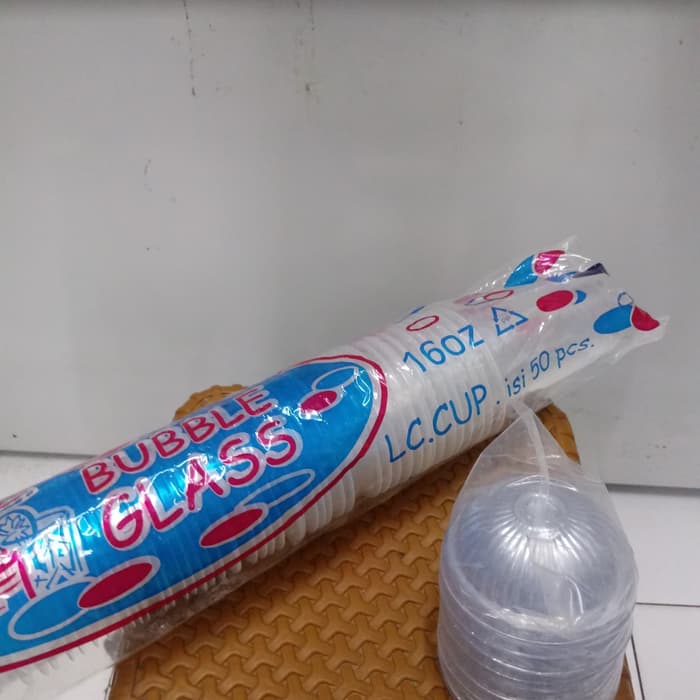 BUBBLE
GLASS
16oz
LC.CUP . isi 50 pcs.